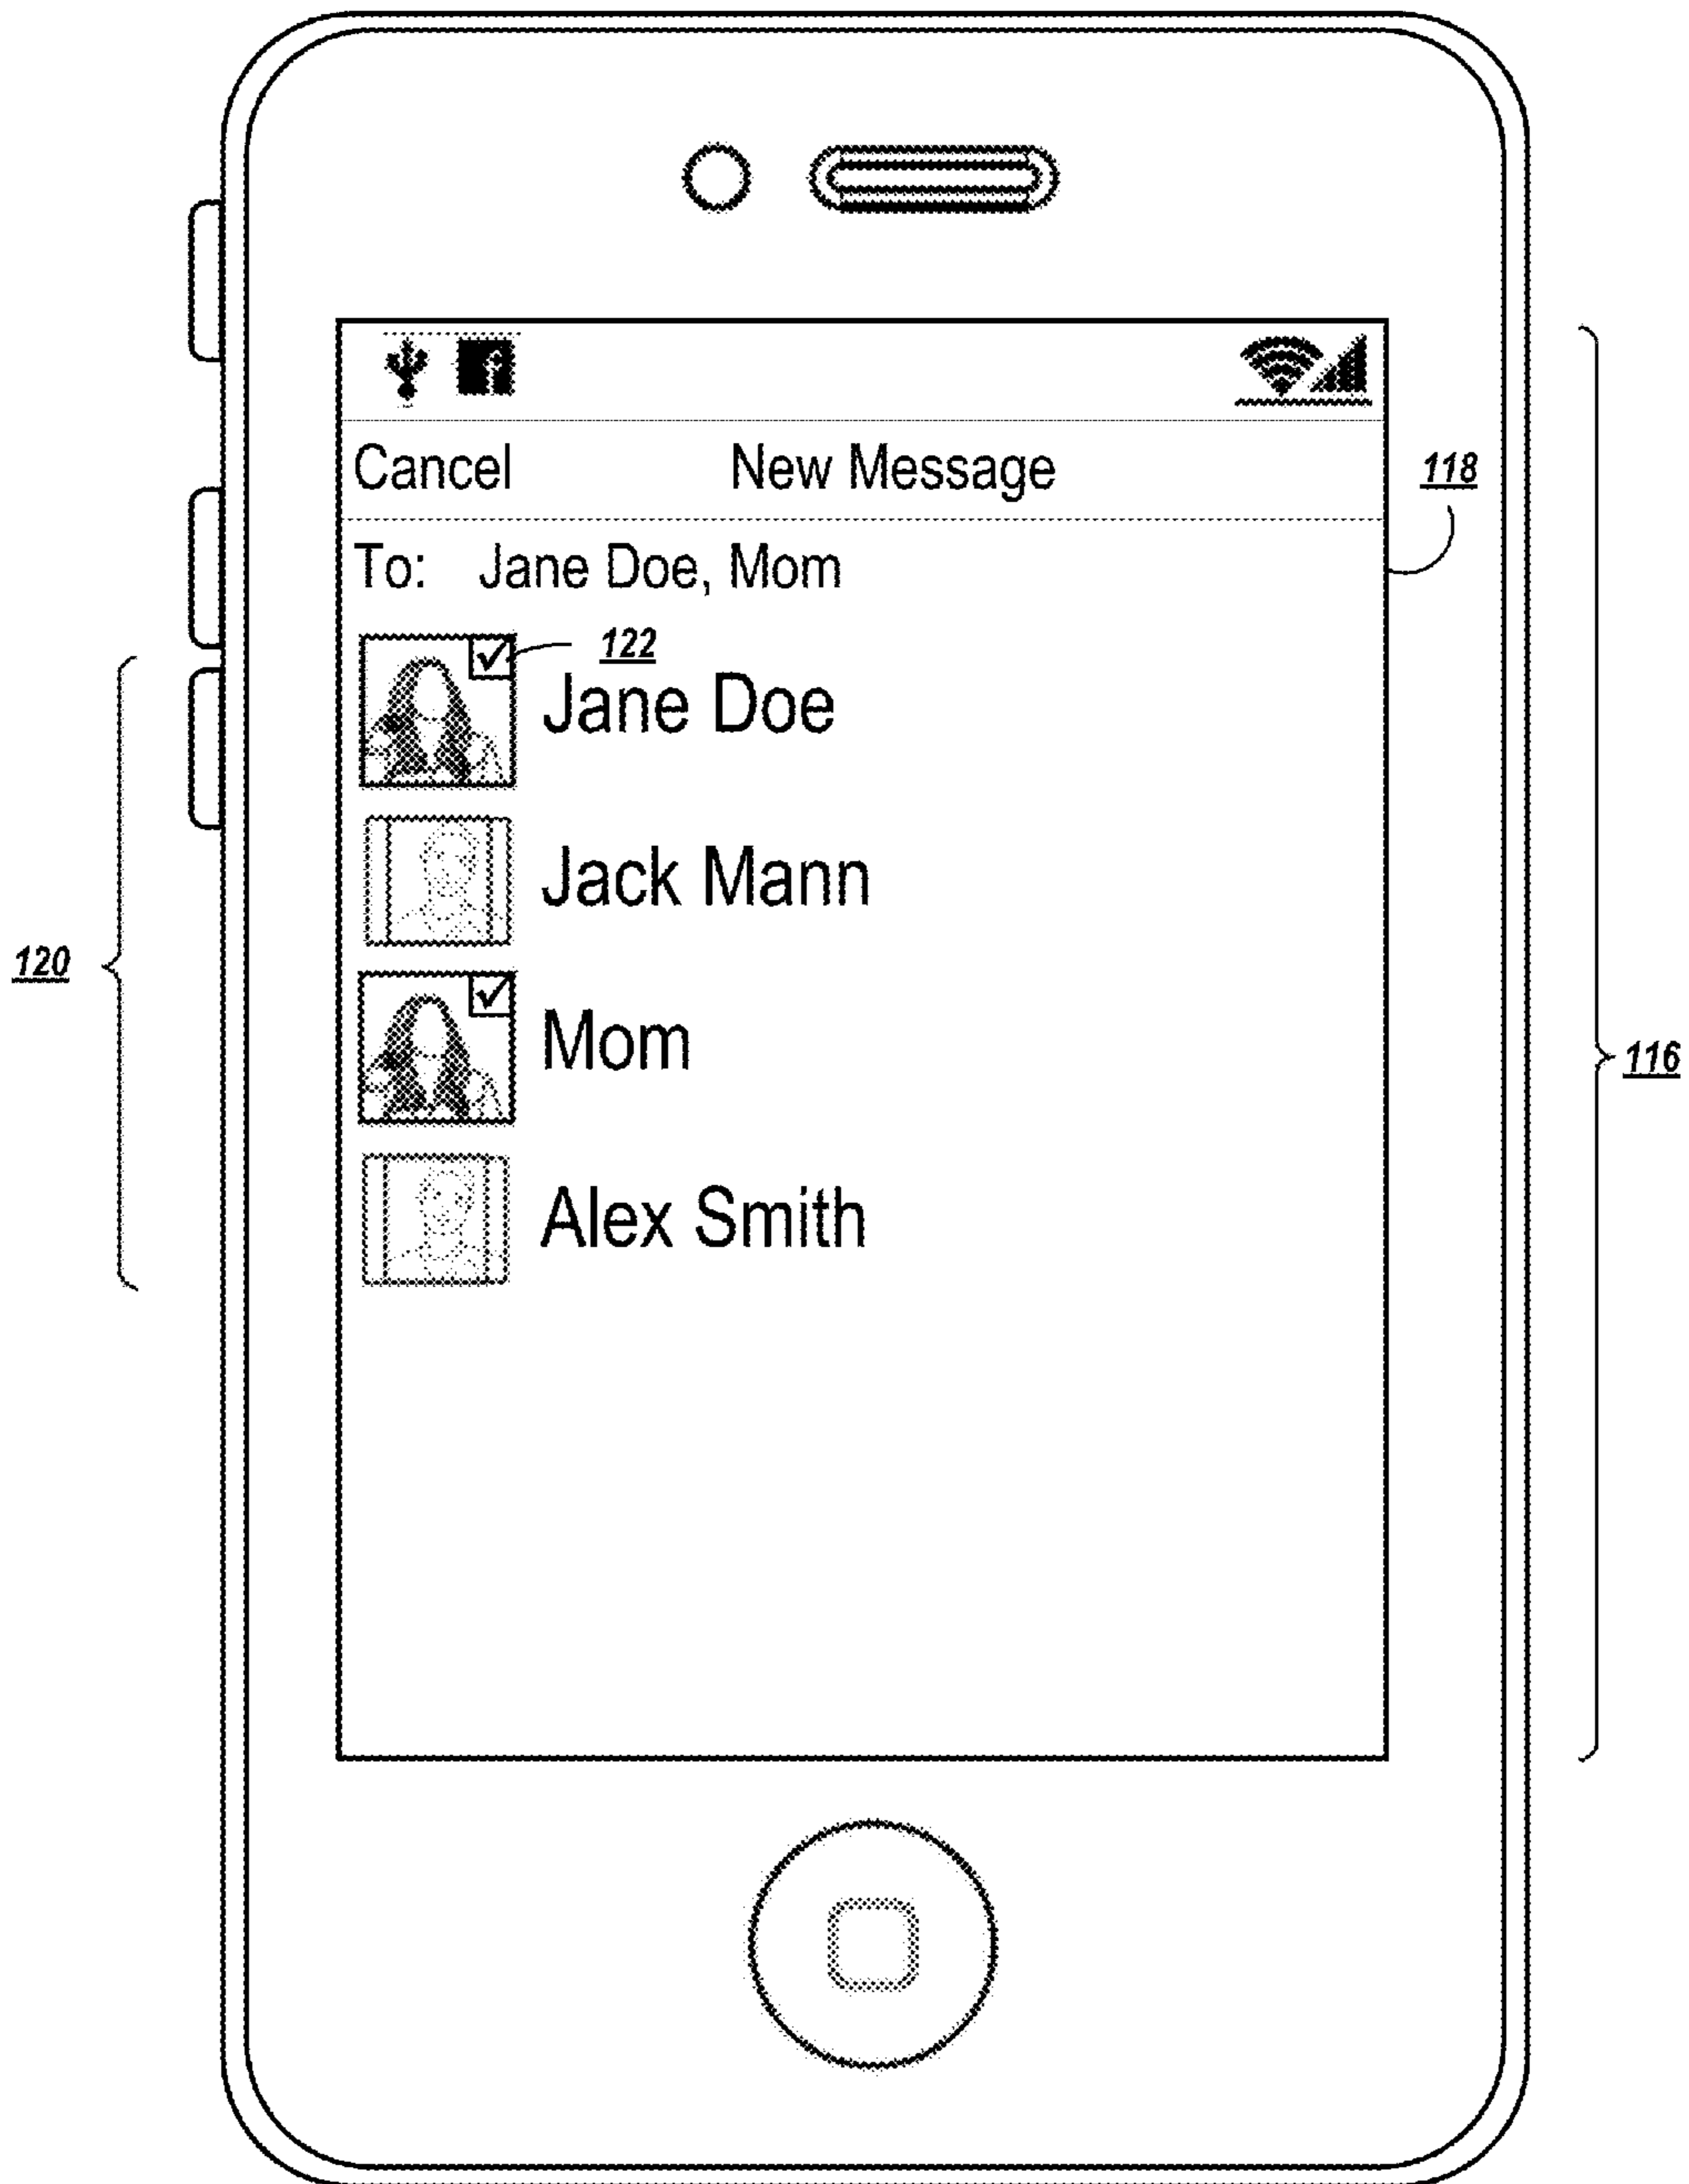 Cancel New Message
118
To: Jane Doe, Mom
122
Jane Doe
Jack Mann
120
Mom
116
Alex Smith